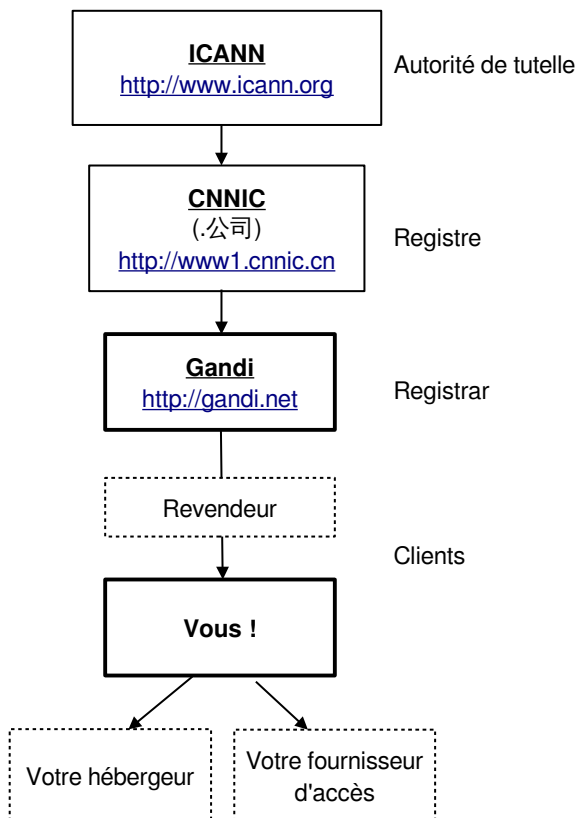 ICANN
http://www.icann.org
Autorité de tutelle
CNNIC
(.公司)
http://www1.cnnic.cn
Registre
Gandi
http://gandi.net
Registrar
Revendeur
Clients
Vous !
Votre hébergeur
Votre fournisseur
d'accès